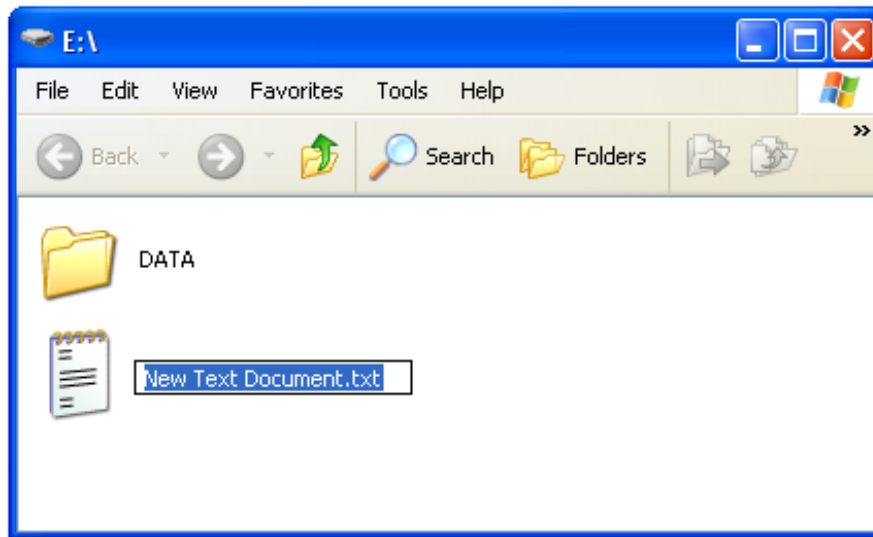 E:\
File Edit View Favorites Tools Help
Back Search Folders »
DATA
New Text Document.txt